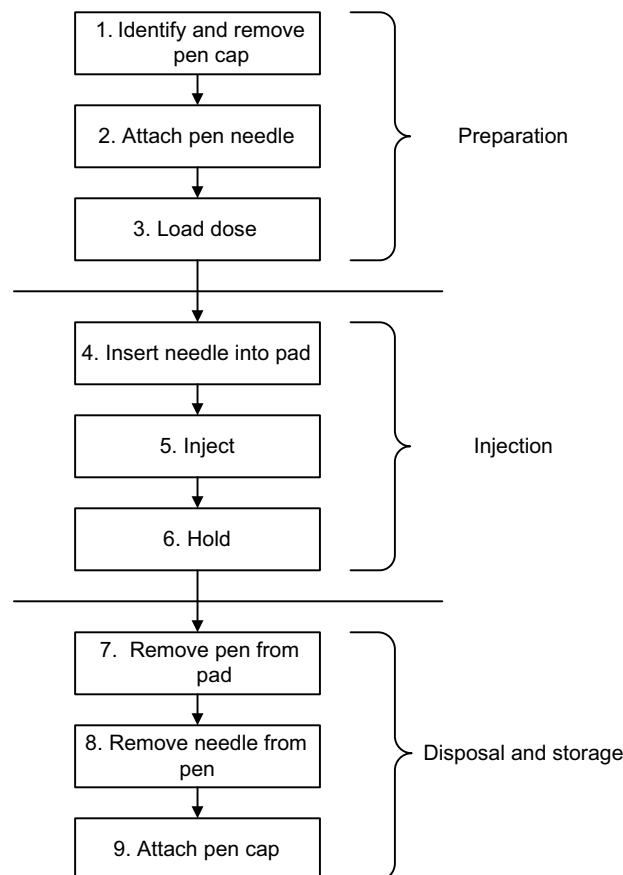 1. Identify and remove
pen cap
2. Attach pen needle
Preparation
3. Load dose
4. Insert needle into pad
5. Inject
Injection
6. Hold
7. Remove pen from
pad
8. Remove needle from
pen
Disposal and storage
9. Attach pen cap